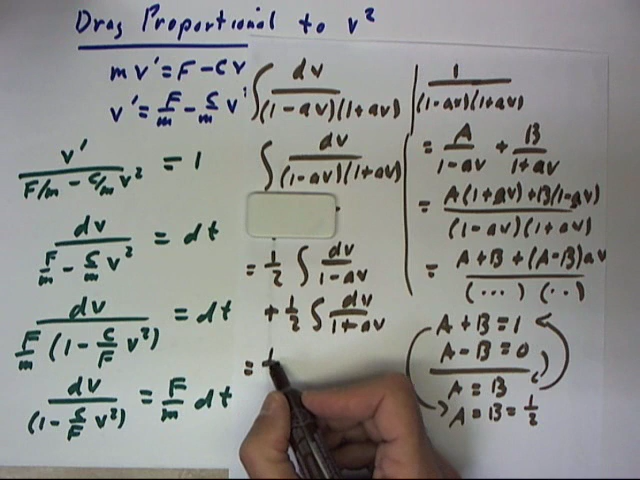 Drag Proportional to v²
mv' = F - cv
v' = F/m - c/m v²
v' / (F/m - c/m v²) = 1
dv / (F/m - c/m v²) = dt
dv / (F/m (1 - c/F v²)) = dt
dv / (1 - c/F v²) = F/m dt
∫ dv / ((1-av)(1+av))
∫ dv / ((1-av)(1+av))
= 1/2 ∫ dv / (1-av)
+ 1/2 ∫ dv / (1+av)
= 1
1 / ((1-av)(1+av))
= A/(1-av) + B/(1+av)
= (A(1+av) + B(1-av)) / ((1-av)(1+av))
= (A+B + (A-B)av) / ((...)(..))
A + B = 1
A - B = 0
A = B
A = B = 1/2